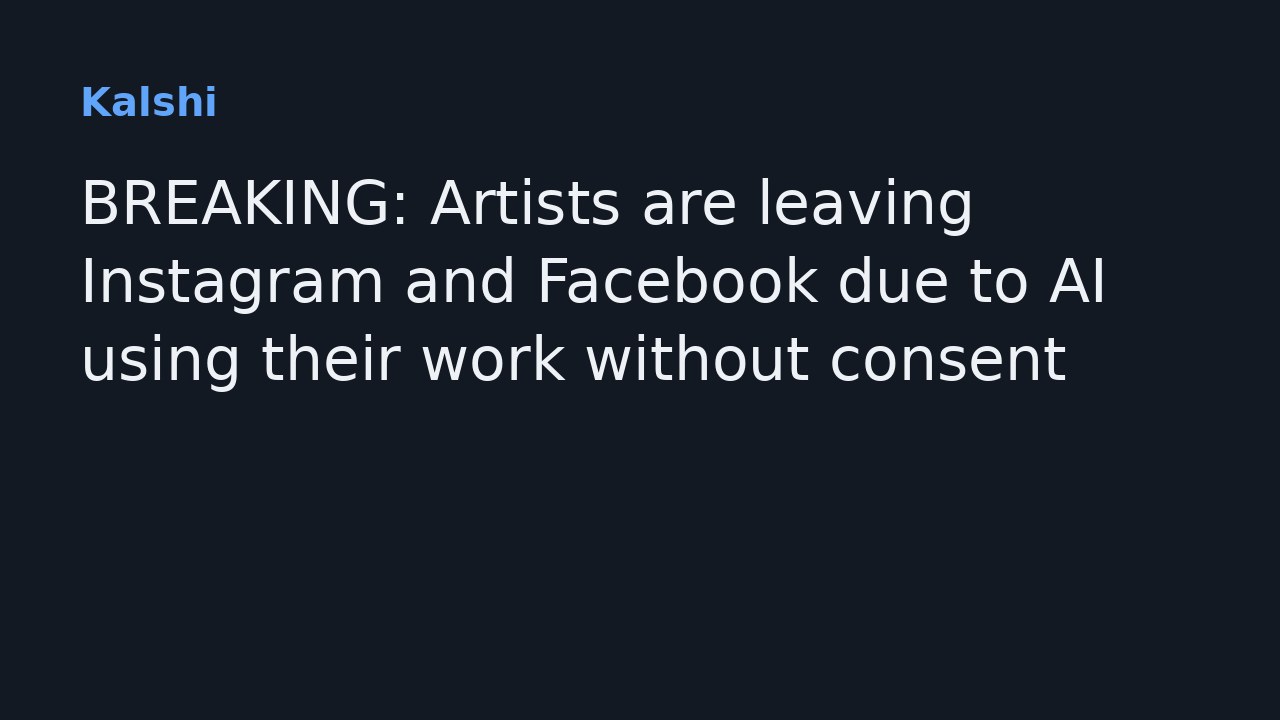 Kalshi
BREAKING: Artists are leaving
Instagram and Facebook due to AI
using their work without consent